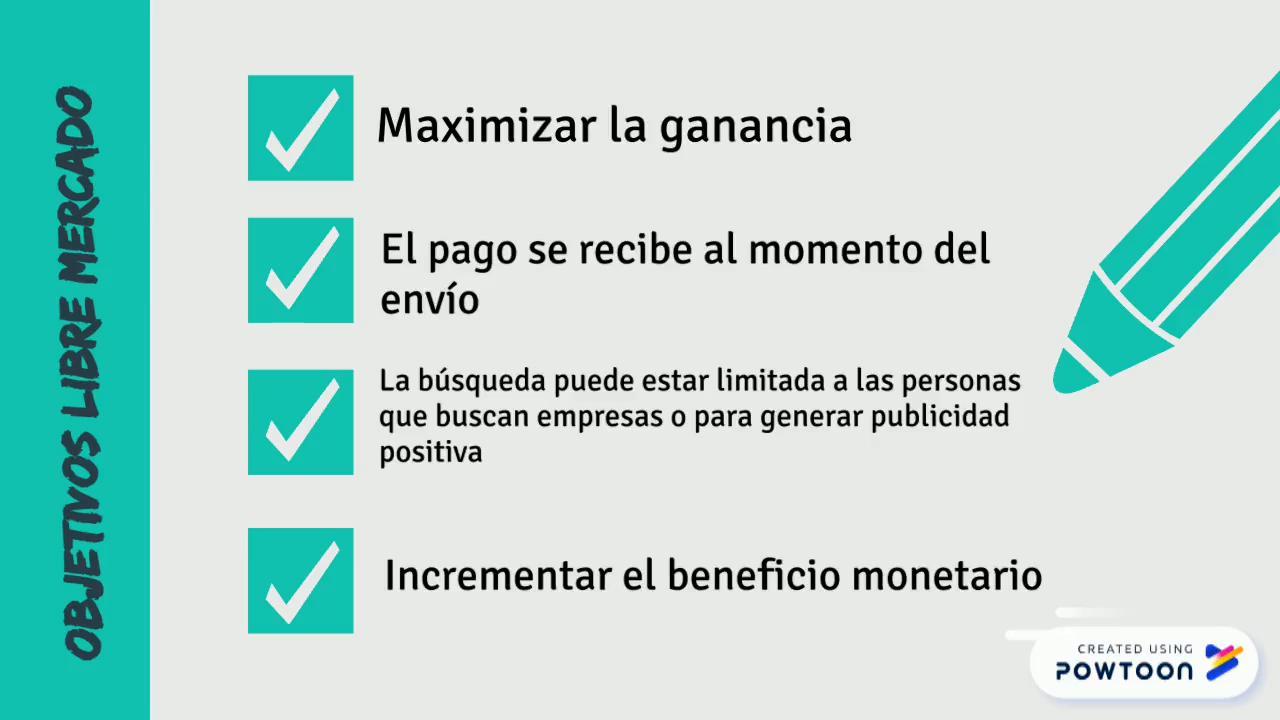 OBJETIVOS LIBRE MERCADO
Maximizar la ganancia
El pago se recibe al momento del
envío
La búsqueda puede estar limitada a las personas
que buscan empresas o para generar publicidad
positiva
Incrementar el beneficio monetario
CREATED USING
POWTOON